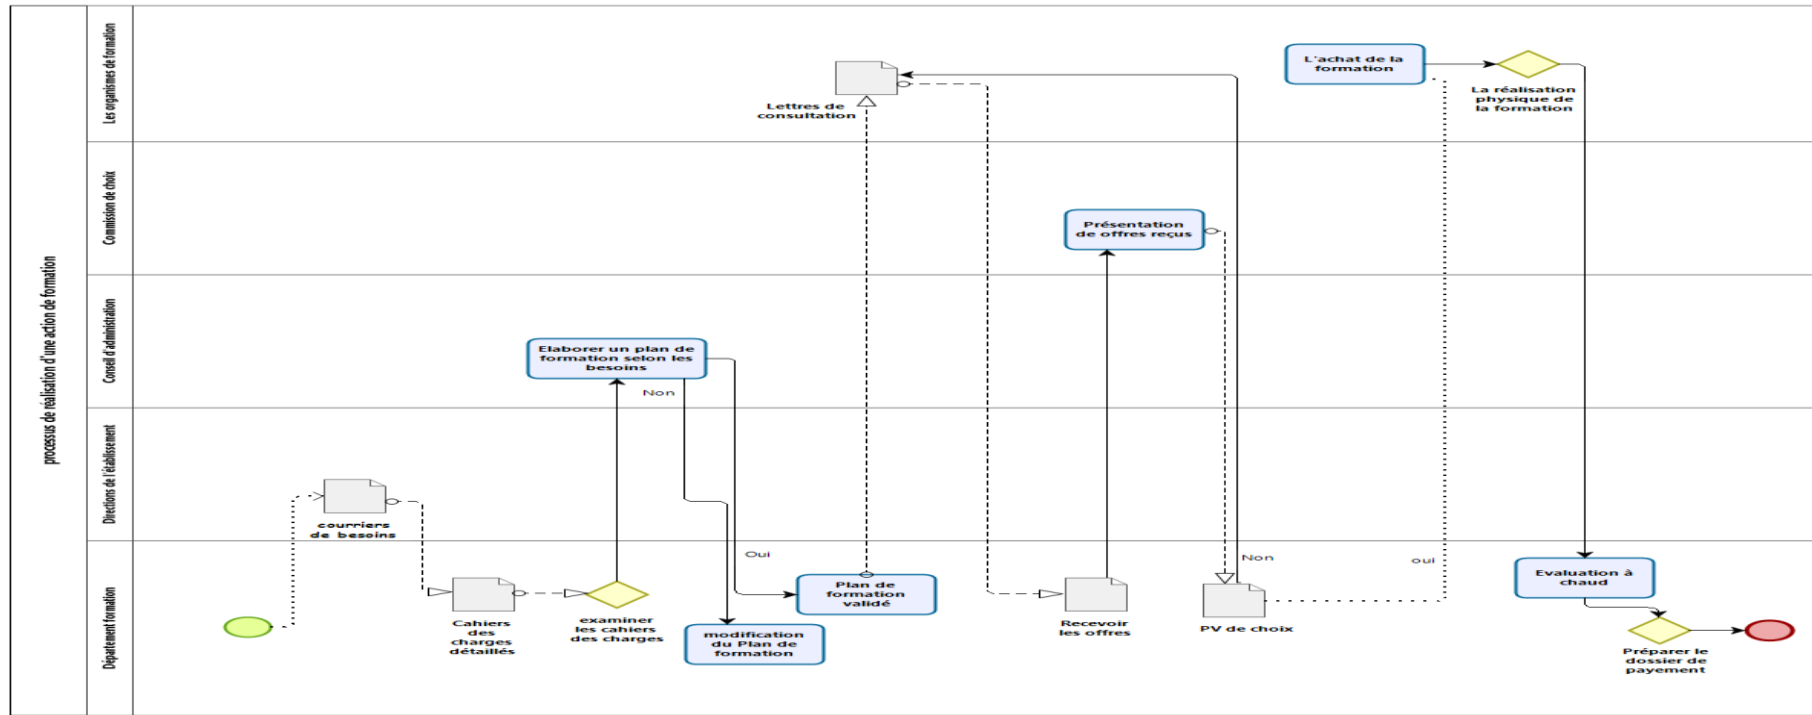 processus de réalisation d'une action de formation
Les organismes de formation
Commission de choix
Conseil d'administration
Directions de l'établissement
Département formation
Lettres de
consultation
L'achat de la
formation
La réalisation
physique de
la formation
Présentation
de offres reçus
Elaborer un plan de
formation selon les
besoins
Non
courriers
de besoins
Oui
Non
oui
Cahiers
des
charges
détaillés
examiner
les cahiers
des charges
Plan de
formation
validé
modification
du Plan de
formation
Recevoir
les offres
PV de choix
Evaluation à
chaud
Préparer le
dossier de
payement